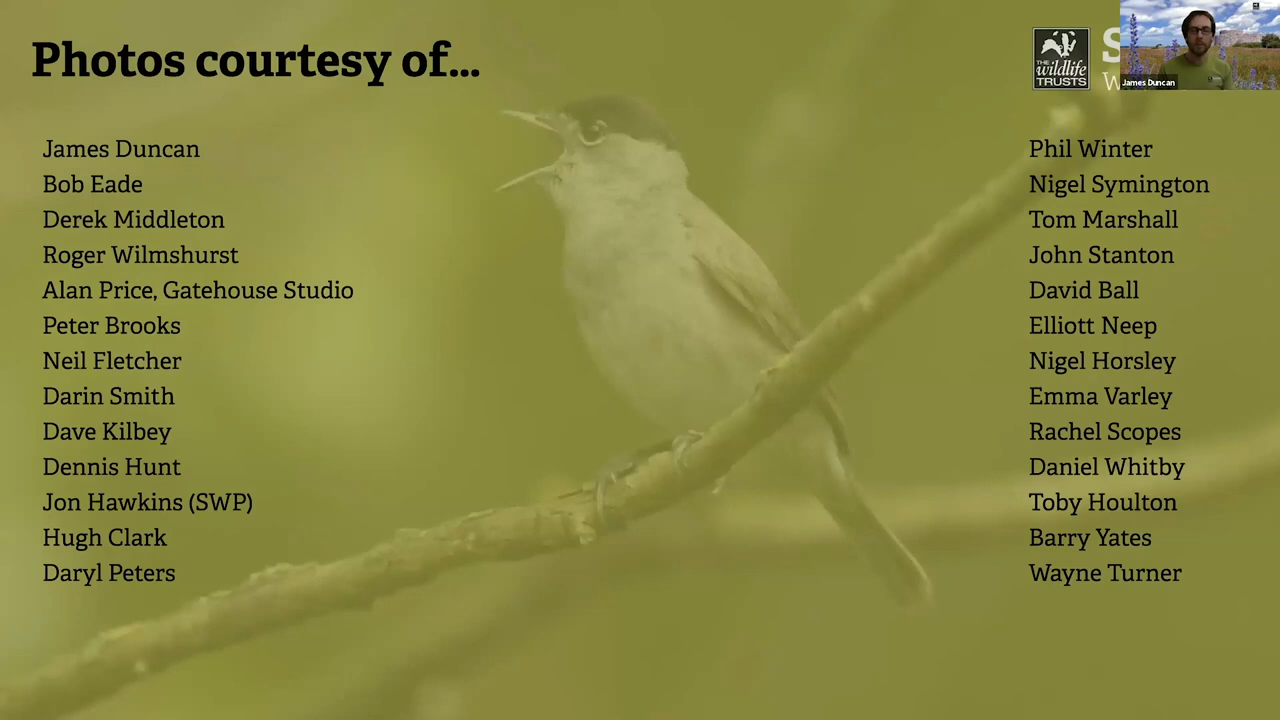 Photos courtesy of...
THE
wildlife
TRUSTS
James Duncan
James Duncan
Bob Eade
Derek Middleton
Roger Wilmshurst
Alan Price, Gatehouse Studio
Peter Brooks
Neil Fletcher
Darin Smith
Dave Kilbey
Dennis Hunt
Jon Hawkins (SWP)
Hugh Clark
Daryl Peters
Phil Winter
Nigel Symington
Tom Marshall
John Stanton
David Ball
Elliott Neep
Nigel Horsley
Emma Varley
Rachel Scopes
Daniel Whitby
Toby Houlton
Barry Yates
Wayne Turner